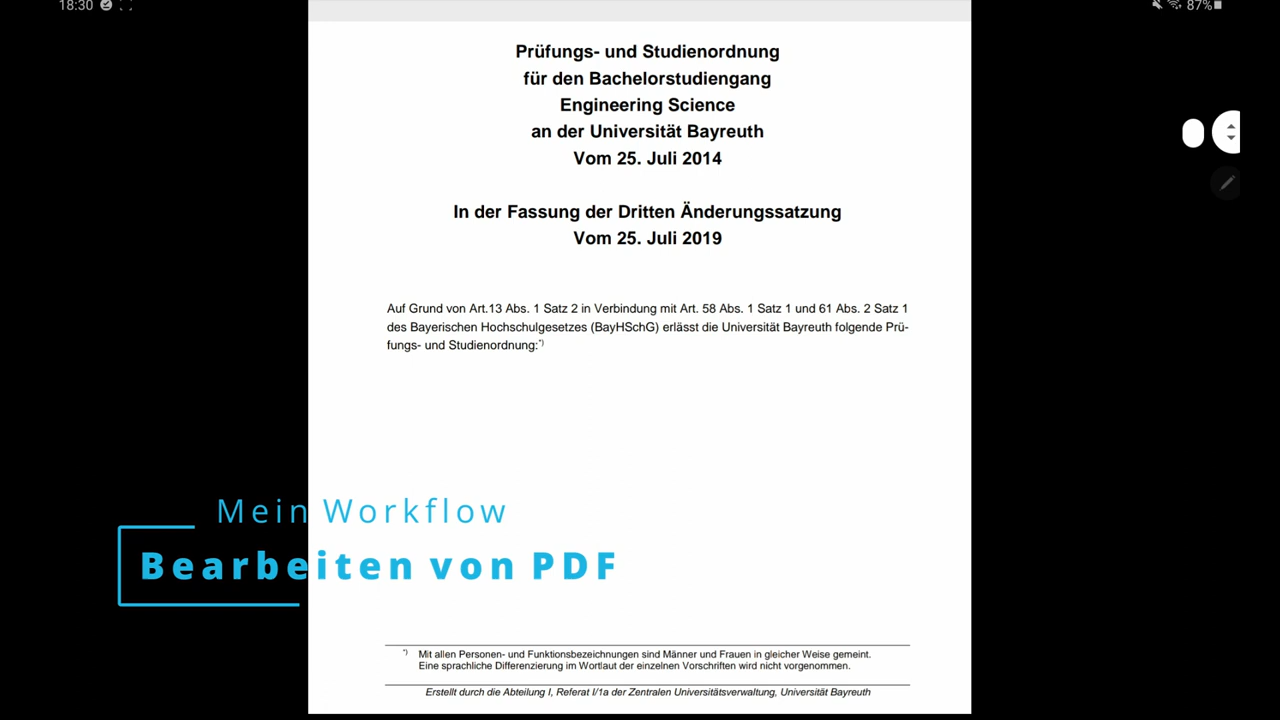 18:30
87%
Prüfungs- und Studienordnung
für den Bachelorstudiengang
Engineering Science
an der Universität Bayreuth
Vom 25. Juli 2014
In der Fassung der Dritten Änderungssatzung
Vom 25. Juli 2019
Auf Grund von Art.13 Abs. 1 Satz 2 in Verbindung mit Art. 58 Abs. 1 Satz 1 und 61 Abs. 2 Satz 1
des Bayerischen Hochschulgesetzes (BayHSchG) erlässt die Universität Bayreuth folgende Prü-
fungs- und Studienordnung:*)
Mein Workflow
Bearbeiten von PDF
*) Mit allen Personen- und Funktionsbezeichnungen sind Männer und Frauen in gleicher Weise gemeint.
Eine sprachliche Differenzierung im Wortlaut der einzelnen Vorschriften wird nicht vorgenommen.
Erstellt durch die Abteilung I, Referat I/1a der Zentralen Universitätsverwaltung, Universität Bayreuth